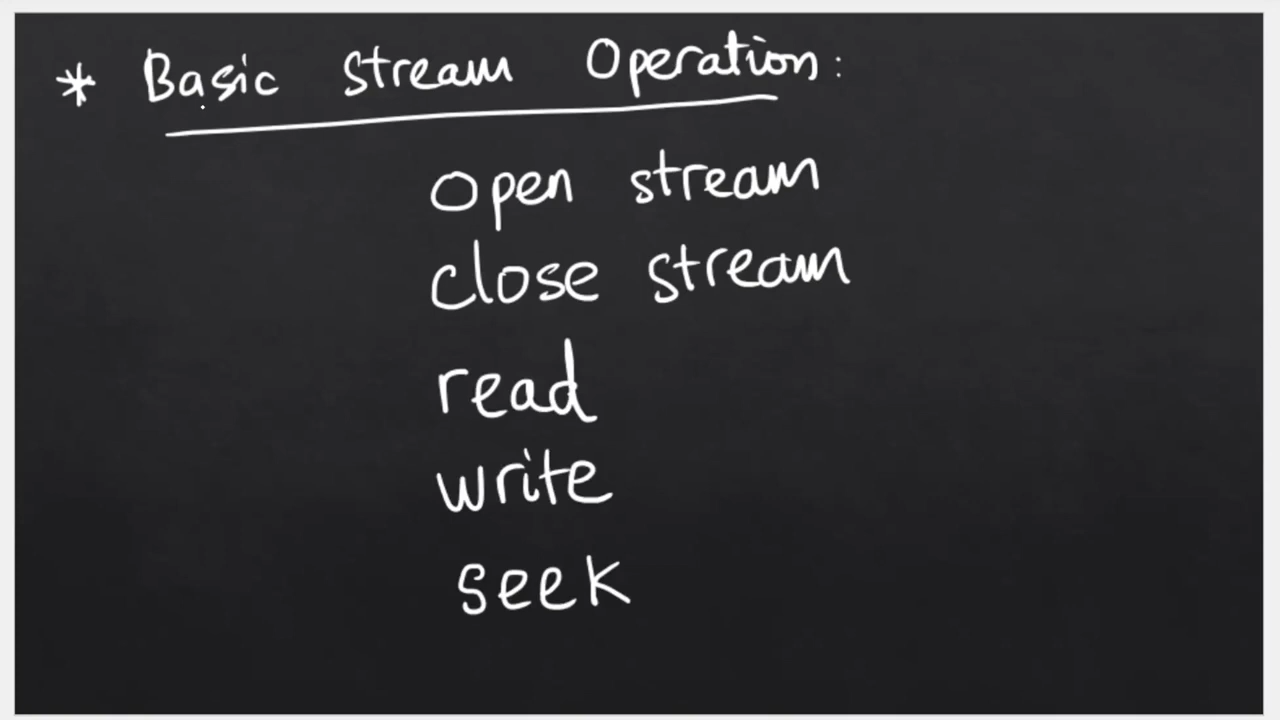 * Basic Stream Operation:
open stream
close stream
read
write
seek